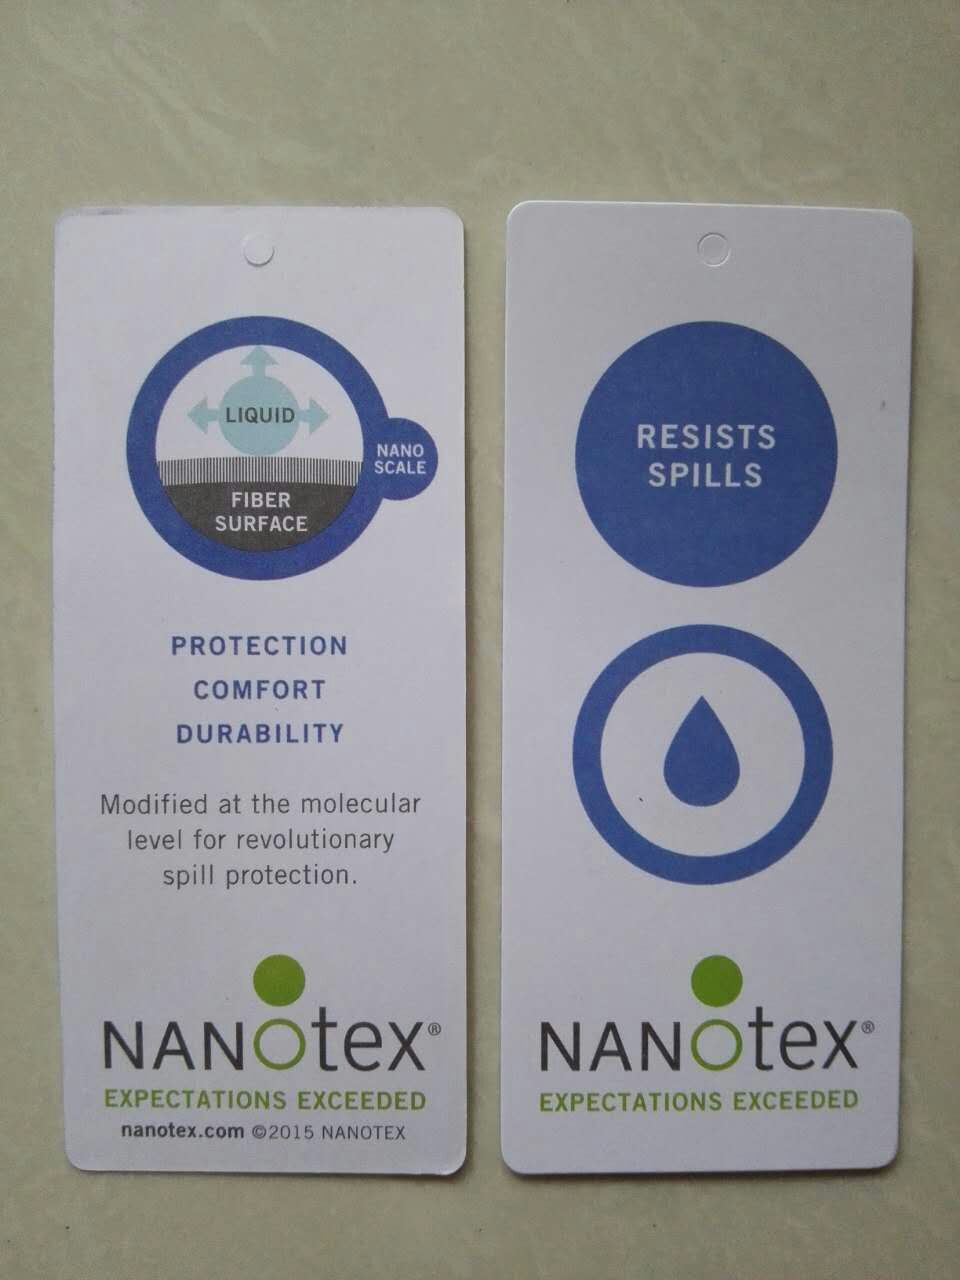 LIQUID
NANO
SCALE
FIBER
SURFACE
PROTECTION
COMFORT
DURABILITY
Modified at the molecular
level for revolutionary
spill protection.
NANotex®
EXPECTATIONS EXCEEDED
nanotex.com ©2015 NANOTEX
RESISTS
SPILLS
NANotex®
EXPECTATIONS EXCEEDED